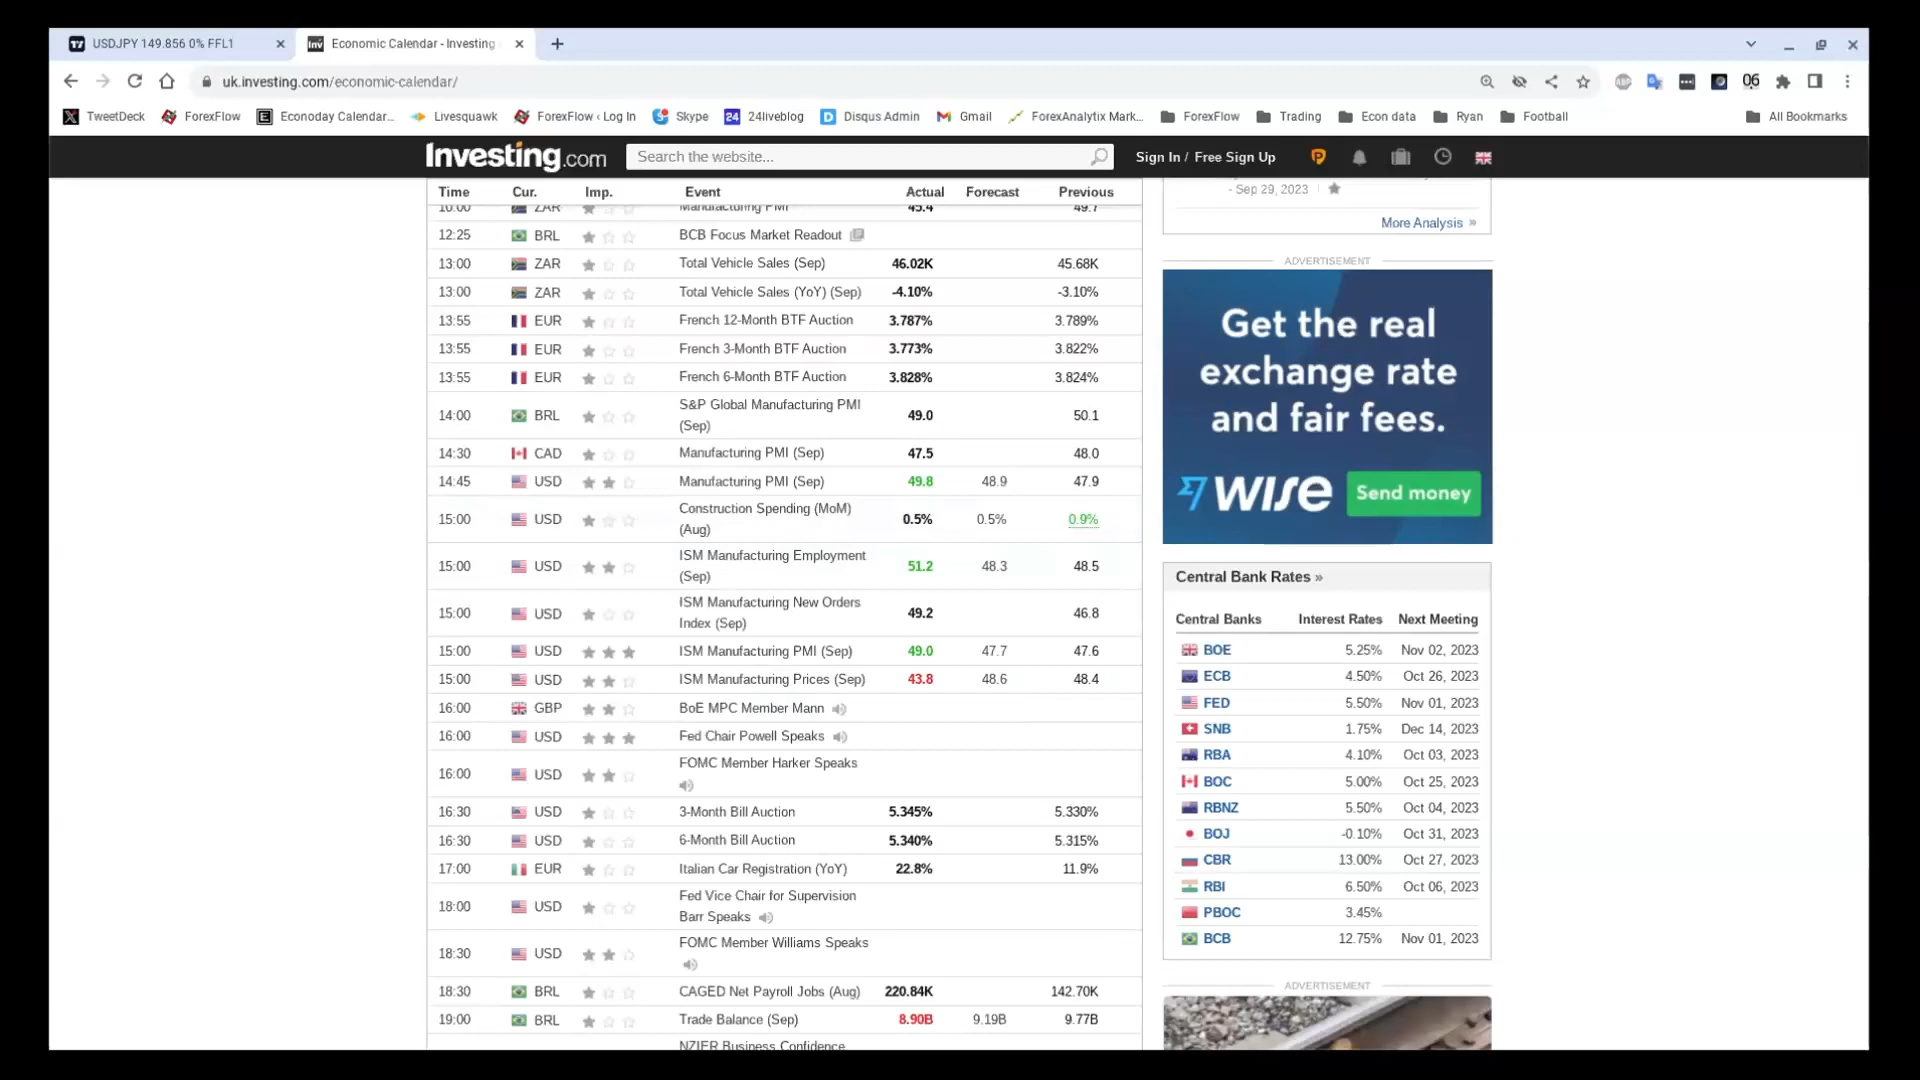 USDJPY 149.856 0% FFL1
Economic Calendar - Investing
uk.investing.com/economic-calendar/
06
TweetDeck ForexFlow Econoday Calendar... Livesquawk ForexFlow ‹ Log In Skype 24liveblog Disqus Admin Gmail ForexAnalytix Mark... ForexFlow Trading Econ data Ryan Football All Bookmarks
Investing.com Search the website... Sign In / Free Sign Up
Time Cur. Imp. Event Actual Forecast Previous
10:00 ZAR Manufacturing PMI 45.4 49.7
12:25 BRL BCB Focus Market Readout
13:00 ZAR Total Vehicle Sales (Sep) 46.02K 45.68K
13:00 ZAR Total Vehicle Sales (YoY) (Sep) -4.10% -3.10%
13:55 EUR French 12-Month BTF Auction 3.787% 3.789%
13:55 EUR French 3-Month BTF Auction 3.773% 3.822%
13:55 EUR French 6-Month BTF Auction 3.828% 3.824%
14:00 BRL S&P Global Manufacturing PMI 49.0 50.1
(Sep)
14:30 CAD Manufacturing PMI (Sep) 47.5 48.0
14:45 USD Manufacturing PMI (Sep) 49.8 48.9 47.9
15:00 USD Construction Spending (MoM) 0.5% 0.5% 0.9%
(Aug)
15:00 USD ISM Manufacturing Employment 51.2 48.3 48.5
(Sep)
15:00 USD ISM Manufacturing New Orders 49.2 46.8
Index (Sep)
15:00 USD ISM Manufacturing PMI (Sep) 49.0 47.7 47.6
15:00 USD ISM Manufacturing Prices (Sep) 43.8 48.6 48.4
16:00 GBP BoE MPC Member Mann
16:00 USD Fed Chair Powell Speaks
16:00 USD FOMC Member Harker Speaks
16:30 USD 3-Month Bill Auction 5.345% 5.330%
16:30 USD 6-Month Bill Auction 5.340% 5.315%
17:00 EUR Italian Car Registration (YoY) 22.8% 11.9%
18:00 USD Fed Vice Chair for Supervision
Barr Speaks
18:30 USD FOMC Member Williams Speaks
18:30 BRL CAGED Net Payroll Jobs (Aug) 220.84K 142.70K
19:00 BRL Trade Balance (Sep) 8.90B 9.19B 9.77B
NZIER Business Confidence
- Sep 29, 2023
More Analysis »
ADVERTISEMENT
Get the real
exchange rate
and fair fees.
WISE Send money
Central Bank Rates »
Central Banks Interest Rates Next Meeting
BOE 5.25% Nov 02, 2023
ECB 4.50% Oct 26, 2023
FED 5.50% Nov 01, 2023
SNB 1.75% Dec 14, 2023
RBA 4.10% Oct 03, 2023
BOC 5.00% Oct 25, 2023
RBNZ 5.50% Oct 04, 2023
BOJ -0.10% Oct 31, 2023
CBR 13.00% Oct 27, 2023
RBI 6.50% Oct 06, 2023
PBOC 3.45%
BCB 12.75% Nov 01, 2023
ADVERTISEMENT